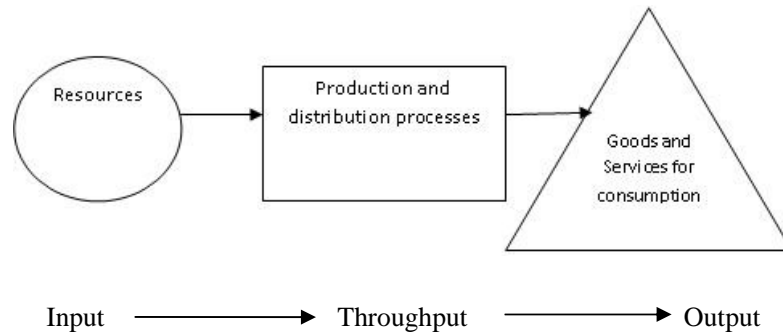 Resources
Production and
distribution processes
Goods and
Services for
consumption
Input
Throughput
Output